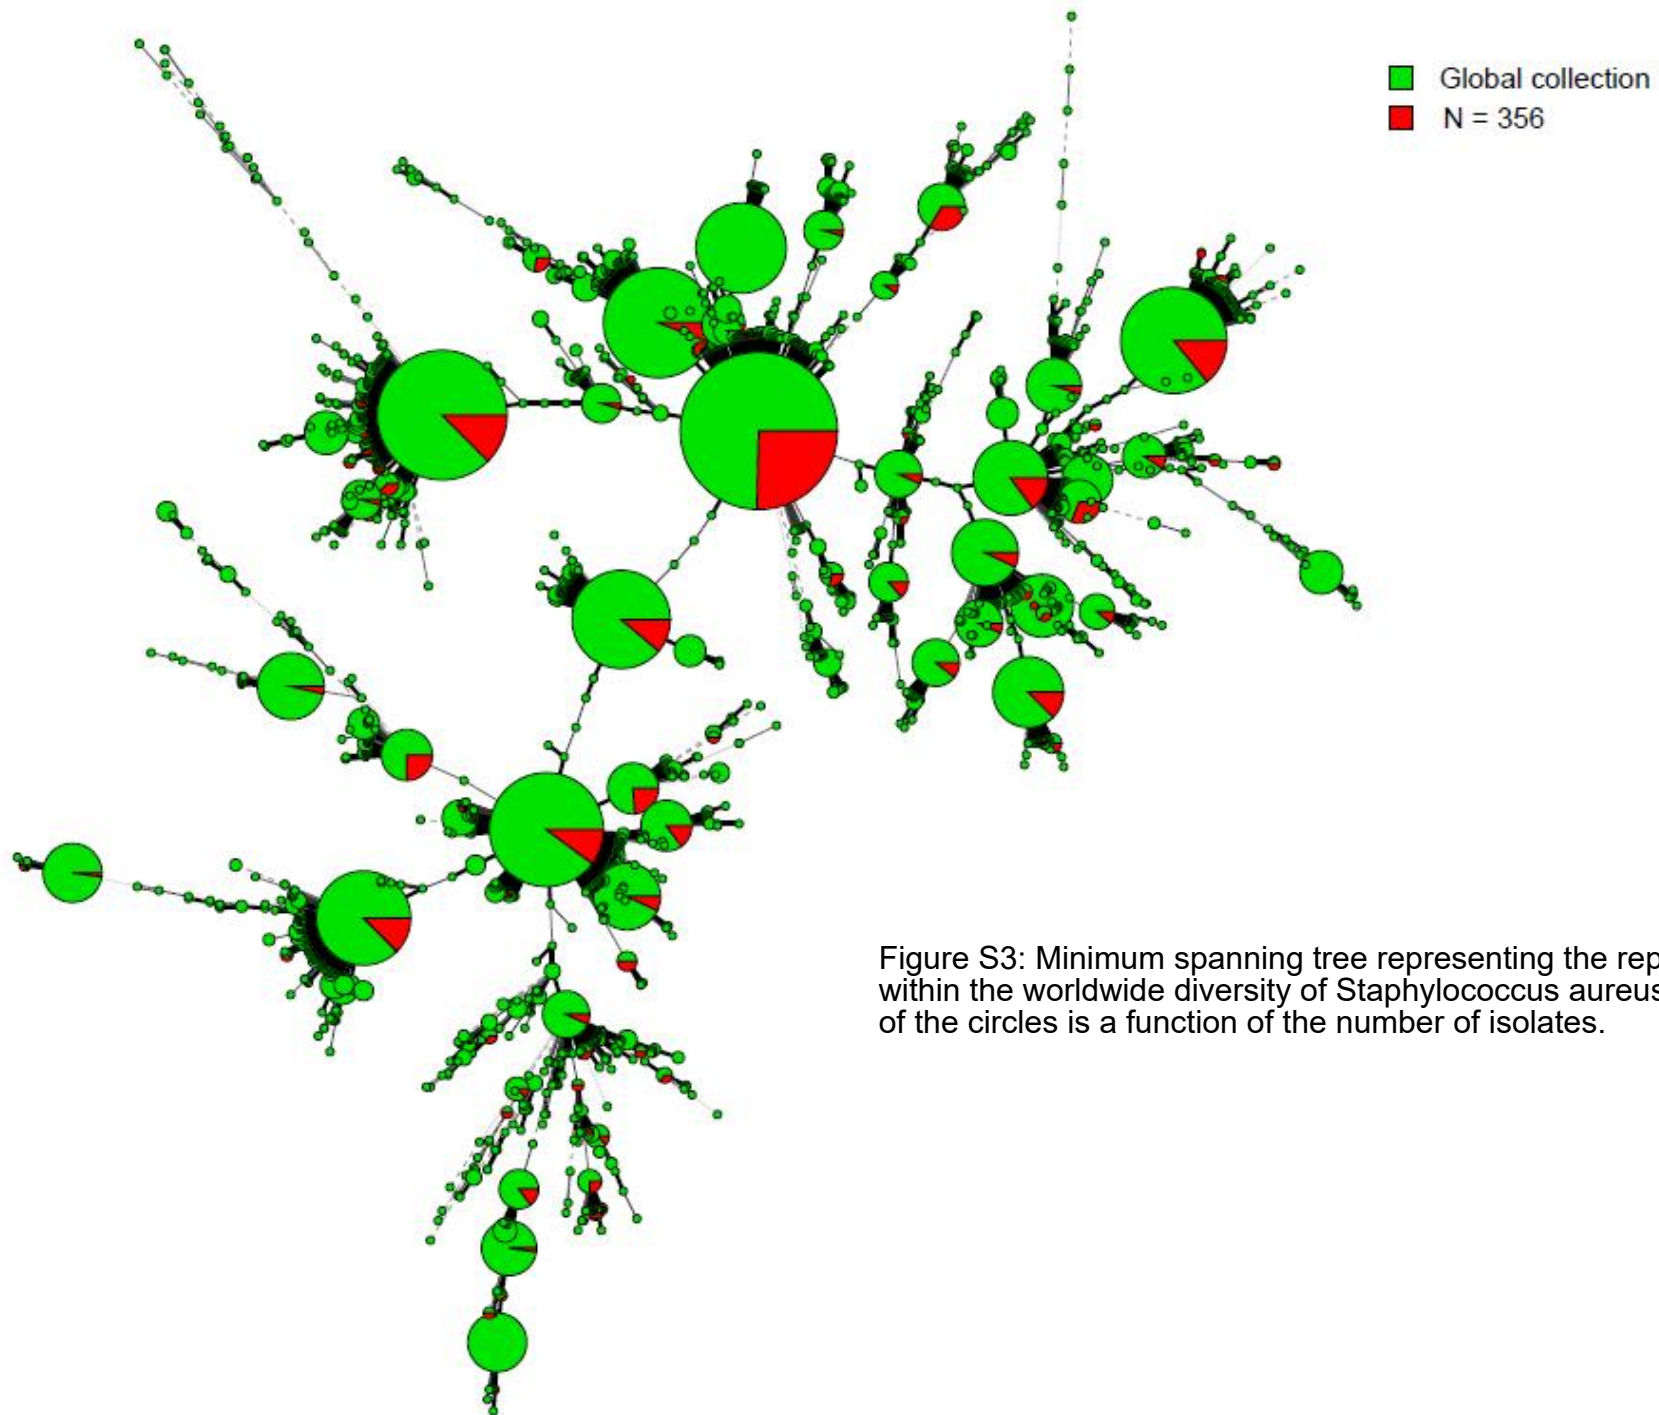 Global collection
N = 356
Figure S3: Minimum spanning tree representing the rep
within the worldwide diversity of Staphylococcus aureus
of the circles is a function of the number of isolates.